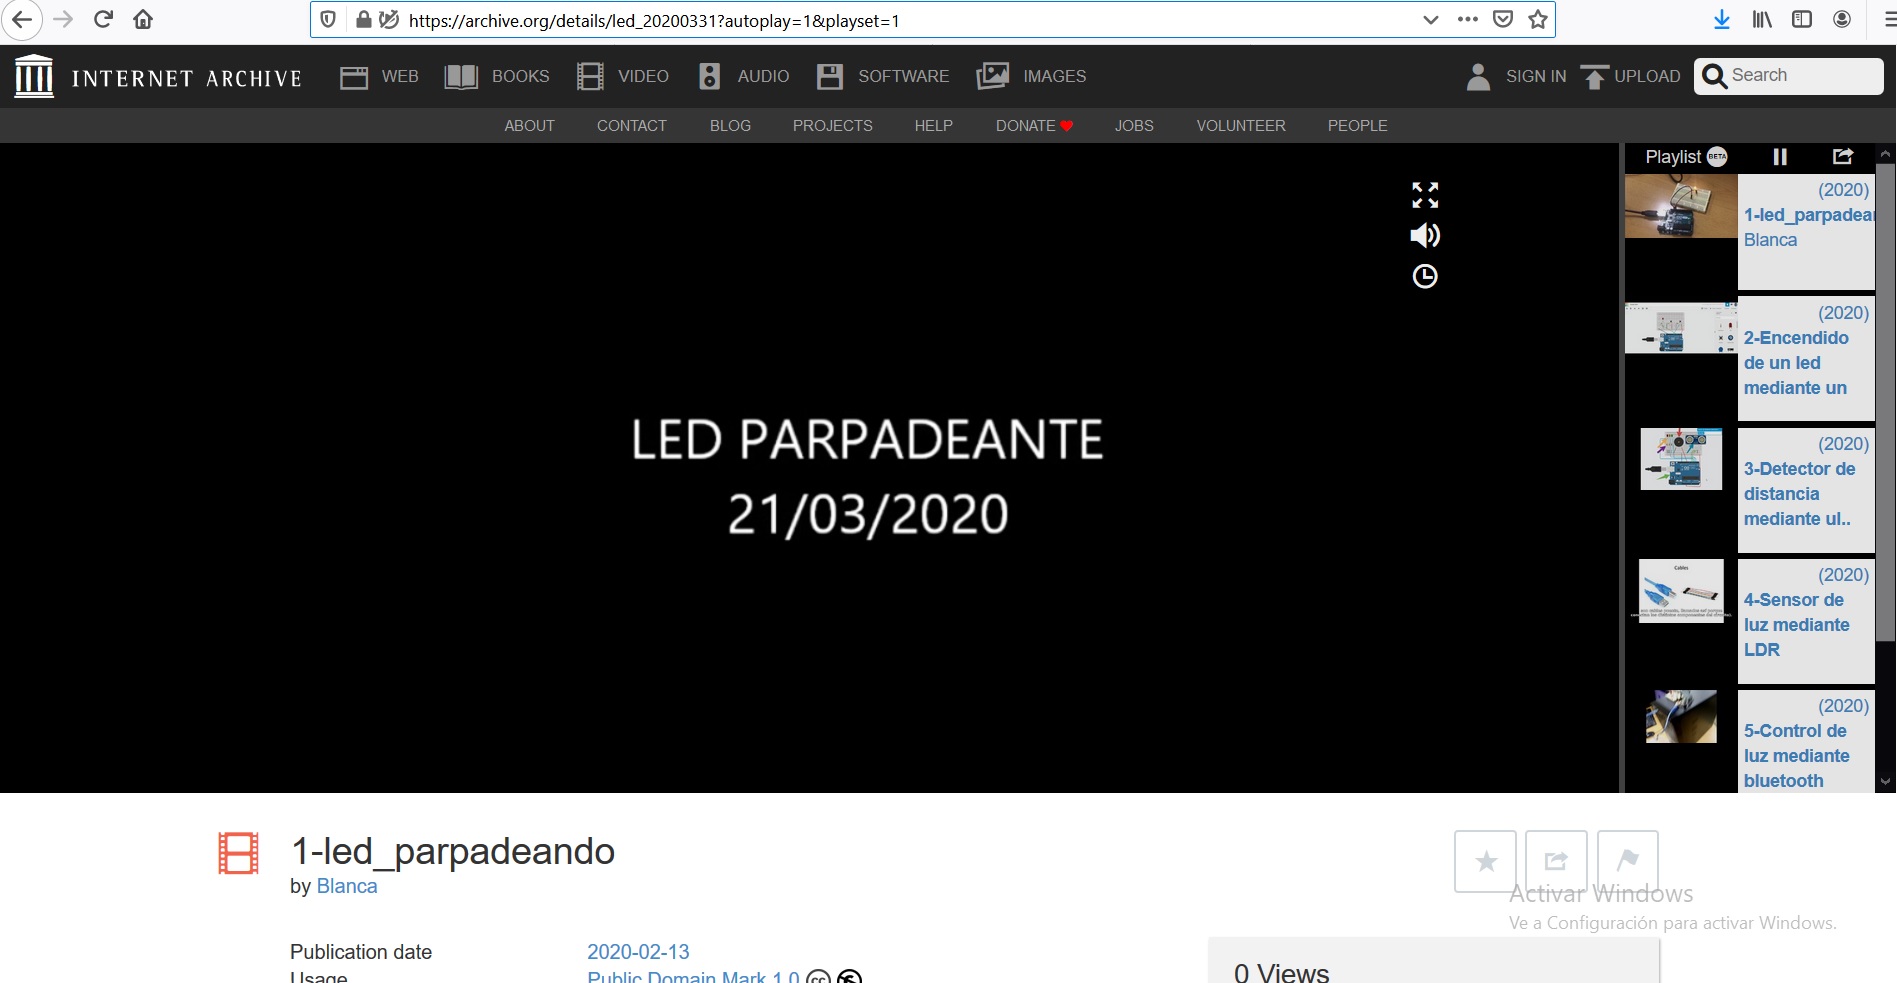 https://archive.org/details/led_20200331?autoplay=1&playset=1
INTERNET ARCHIVE
WEB
BOOKS
VIDEO
AUDIO
SOFTWARE
IMAGES
SIGN IN
UPLOAD
Search
ABOUT
CONTACT
BLOG
PROJECTS
HELP
DONATE
JOBS
VOLUNTEER
PEOPLE
LED PARPADEANTE
21/03/2020
Playlist BETA
(2020)
1-led_parpadea
Blanca
(2020)
2-Encendido
de un led
mediante un
(2020)
3-Detector de
distancia
mediante ul..
Cables
(2020)
4-Sensor de
luz mediante
LDR
(2020)
5-Control de
luz mediante
bluetooth
1-led_parpadeando
by Blanca
Activar Windows
Ve a Configuración para activar Windows.
Publication date 2020-02-13
Usage Public Domain Mark 1.0 cc
0 Views